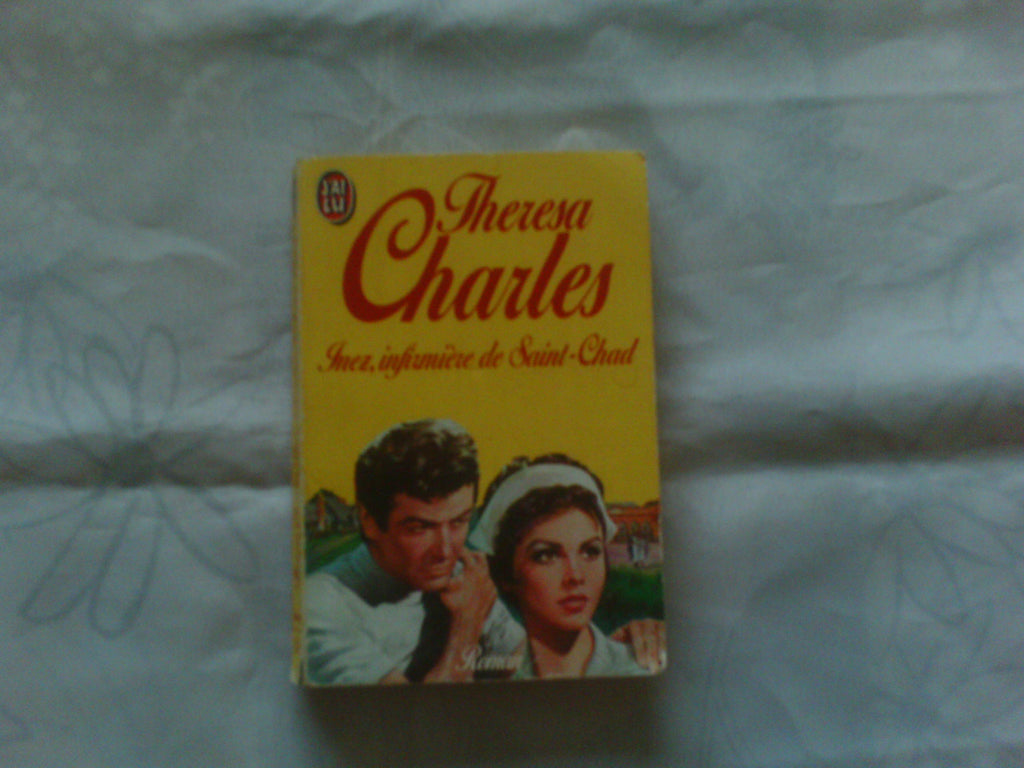 J'AI
LU
Theresa
Charles
Inez, infirmière de Saint-Chad
Roman